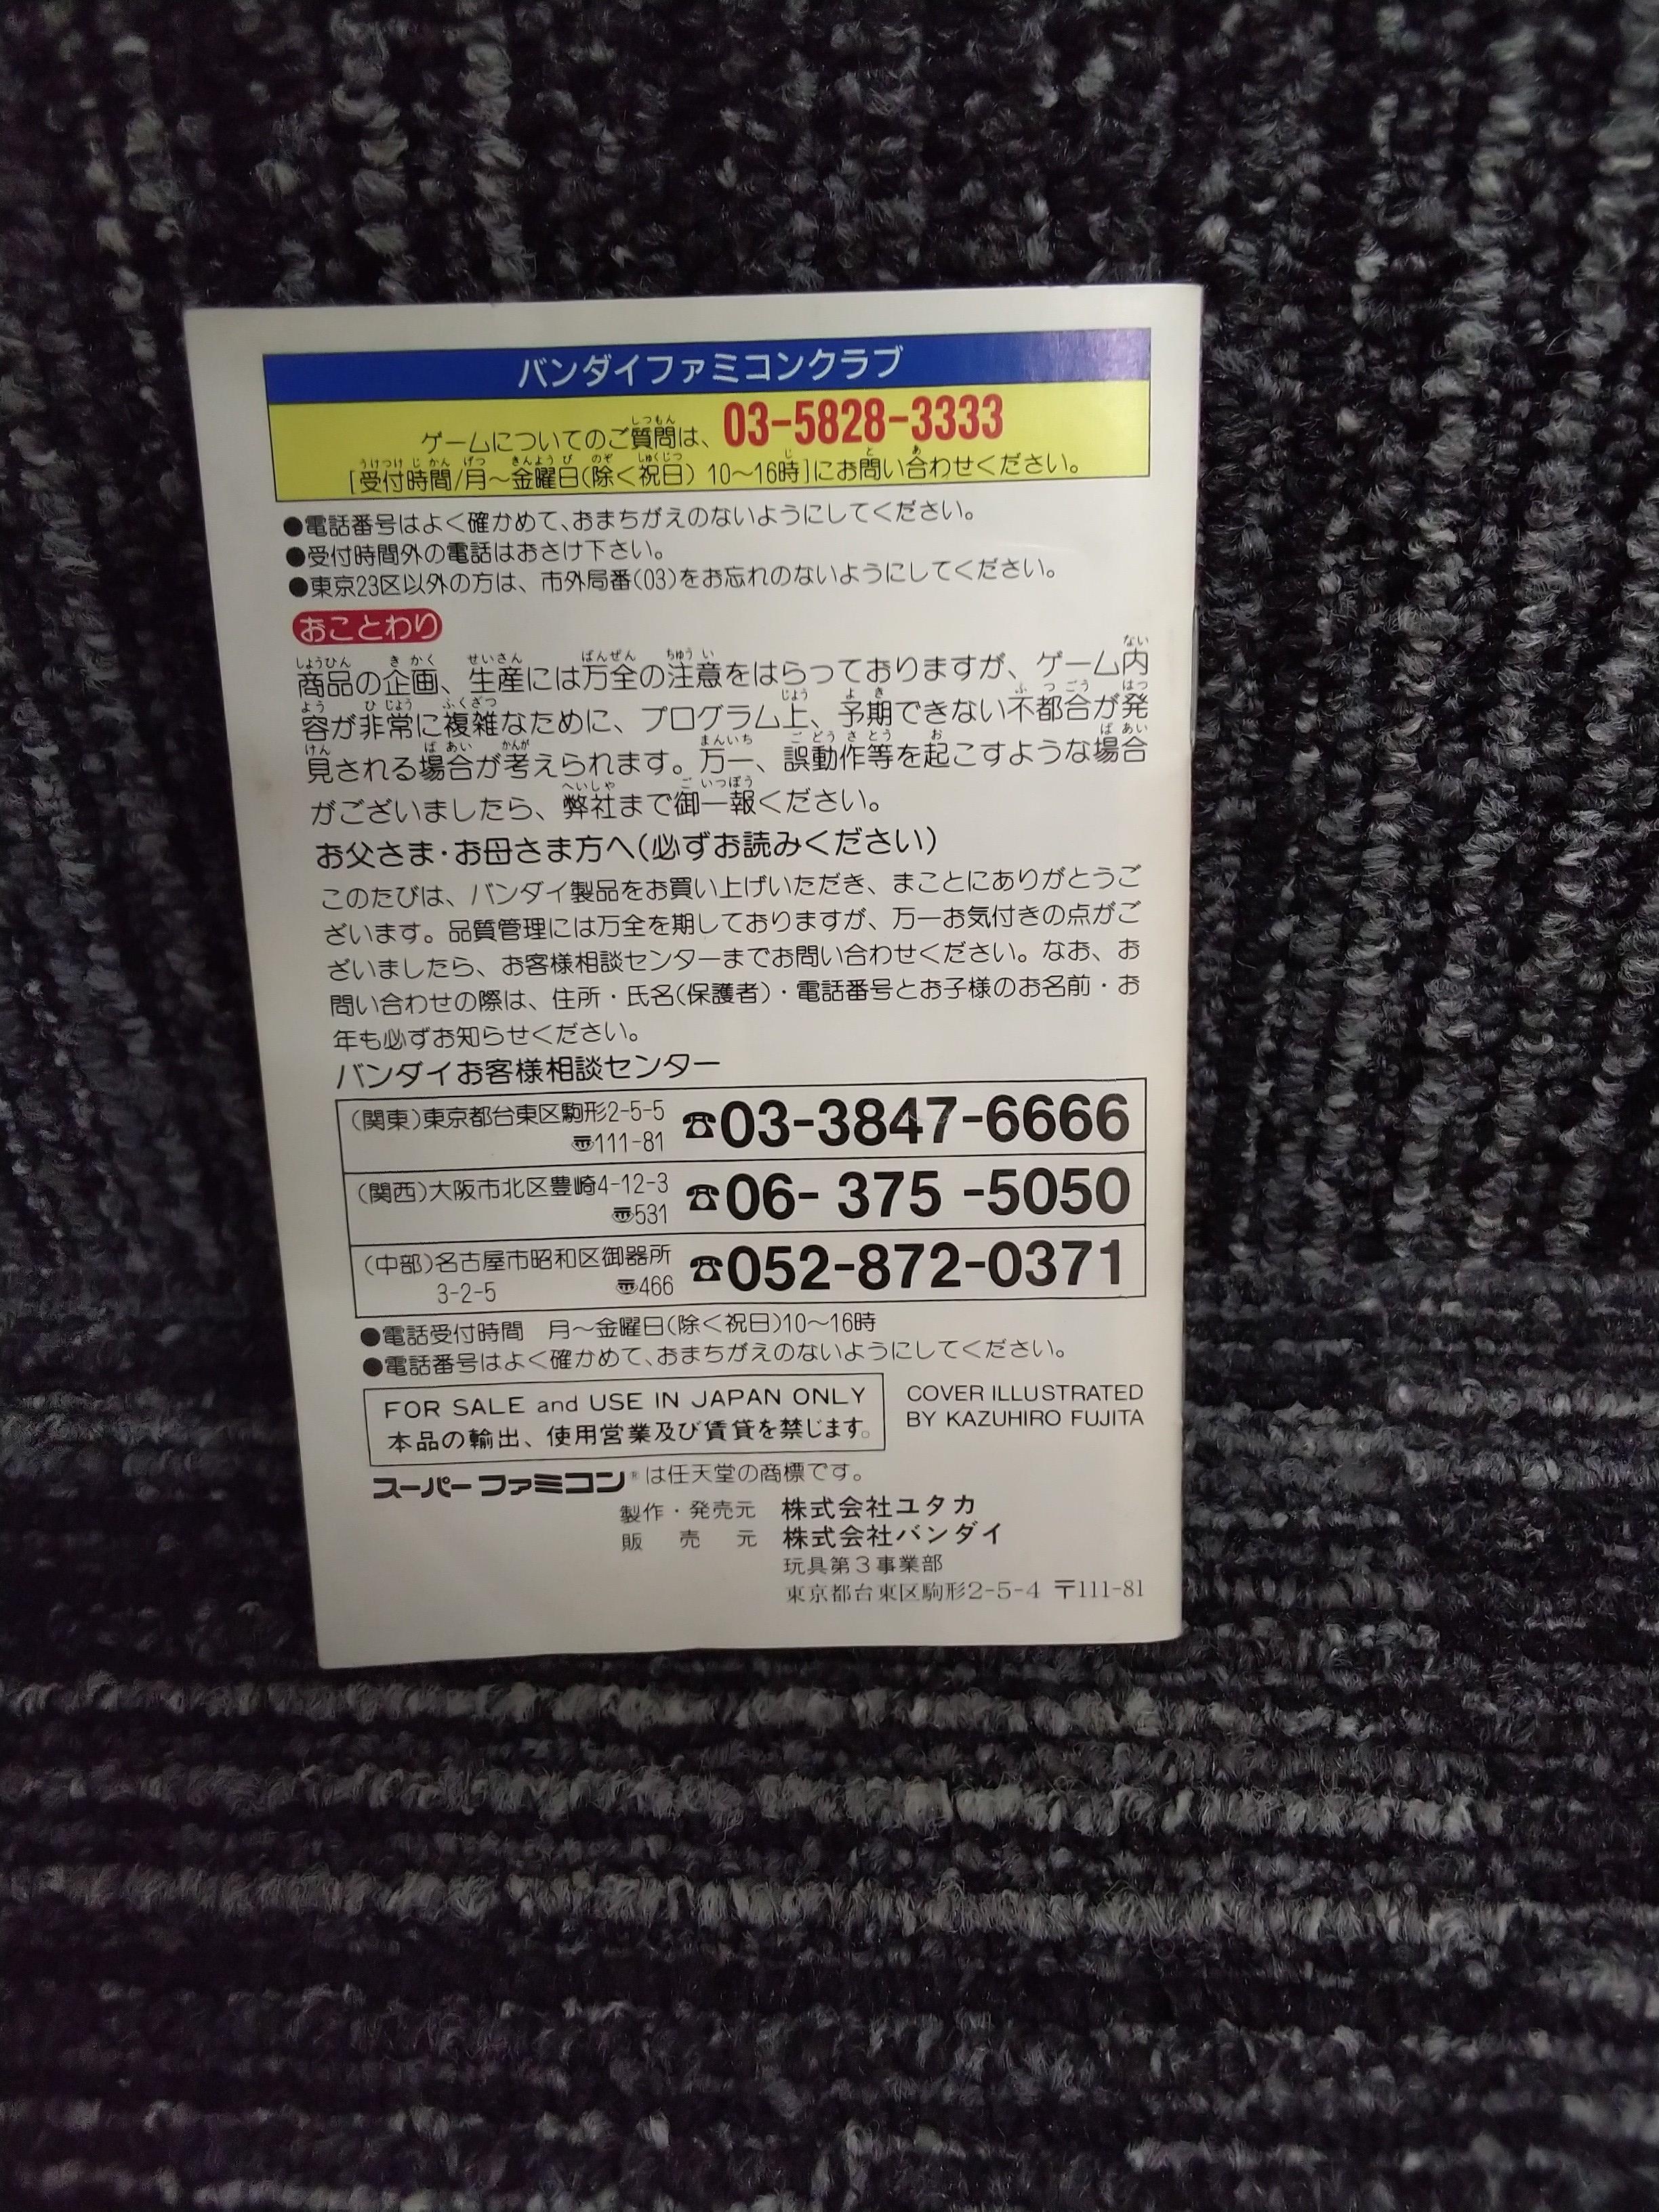 バンダイファミコンクラブ
ゲームについてのご質問は、03-5828-3333
[受付時間/月〜金曜日(除く祝日) 10〜16時]にお問い合わせください。
●電話番号はよく確かめて、おまちがえのないようにしてください。
●受付時間外の電話はおさけ下さい。
●東京23区以外の方は、市外局番(03)をお忘れのないようにしてください。
おことわり
商品の企画、生産には万全の注意をはらっておりますが、ゲーム内
容が非常に複雑なために、プログラム上、予期できない不都合が発
見される場合が考えられます。万一、誤動作等を起こすような場合
がございましたら、弊社まで御一報ください。
お父さま・お母さま方へ(必ずお読みください)
このたびは、バンダイ製品をお買い上げいただき、まことにありがとうご
ざいます。品質管理には万全を期しておりますが、万一お気付きの点がご
ざいましたら、お客様相談センターまでお問い合わせください。なお、お
問い合わせの際は、住所・氏名(保護者)・電話番号とお子様のお名前・お
年も必ずお知らせください。
バンダイお客様相談センター
(関東)東京都台東区駒形2-5-5 ☎03-3847-6666
〠111-81
(関西)大阪市北区豊崎4-12-3 ☎06-375-5050
〠531
(中部)名古屋市昭和区御器所 ☎052-872-0371
3-2-5 〠466
●電話受付時間 月〜金曜日(除く祝日)10〜16時
●電話番号はよく確かめて、おまちがえのないようにしてください。
FOR SALE and USE IN JAPAN ONLY
本品の輸出、使用営業及び賃貸を禁じます。
COVER ILLUSTRATED
BY KAZUHIRO FUJITA
スーパーファミコン®は任天堂の商標です。
製作・発売元 株式会社ユタカ
販売元 株式会社バンダイ
玩具第3事業部
東京都台東区駒形2-5-4 〒111-81